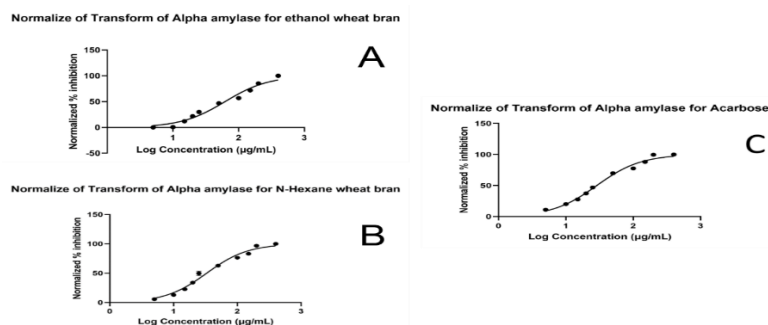 Normalize of Transform of Alpha amylase for ethanol wheat bran
A
Normalized % inhibition
150
100
50
0
-50
1
2
3
Log Concentration (µg/mL)
Normalize of Transform of Alpha amylase for N-Hexane wheat bran
B
Normalized % inhibition
150
100
50
0
0
1
2
3
Log Concentration (µg/mL)
Normalize of Transform of Alpha amylase for Acarbose
C
Normalized % inhibition
150
100
50
0
0
1
2
3
Log Concentration (µg/mL)